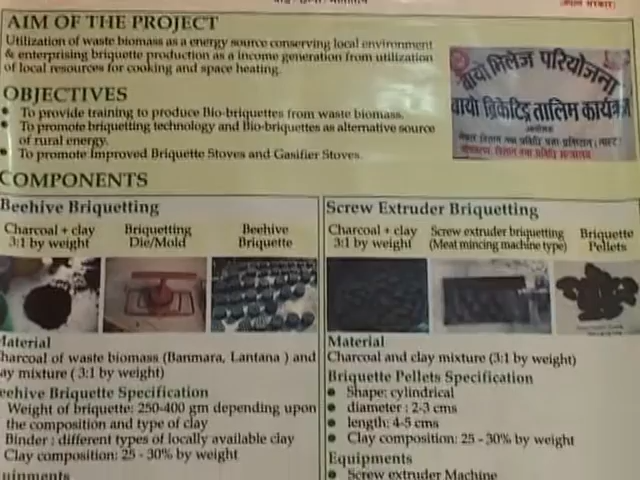 (नेपाल सरकार)
AIM OF THE PROJECT
Utilization of waste biomass as a energy source conserving local environment
& enterprising briquette production as a income generation from utilization
of local resources for cooking and space heating.
बायो भिलेज परियोजना
बायो ब्रिकेटिङ्ग तालिम कार्यक्रम
OBJECTIVES
To provide training to produce Bio-briquettes from waste biomass.
To promote briquetting technology and Bio-briquettes as alternative source
of rural energy.
To promote Improved Briquette Stoves and Gasifier Stoves.
COMPONENTS
Beehive Briquetting
Charcoal + clay
3:1 by weight
Briquetting
Die/Mold
Beehive
Briquette
Material
harcoal of waste biomass (Banmara, Lantana ) and
ay mixture ( 3:1 by weight)
eehive Briquette Specification
Weight of briquette: 250-400 gm depending upon
the composition and type of clay
Binder : different types of locally available clay
Clay composition: 25 - 30% by weight
uipments
Screw Extruder Briquetting
Charcoal + clay
3:1 by weight
Screw extruder briquetting
(Meat mincing machine type)
Briquette
Pellets
Material
Charcoal and clay mixture (3:1 by weight)
Briquette Pellets Specification
Shape: cylindrical
diameter : 2-3 cms
length: 4-5 cms
Clay composition: 25 - 30% by weight
Equipments
Screw extruder Machine